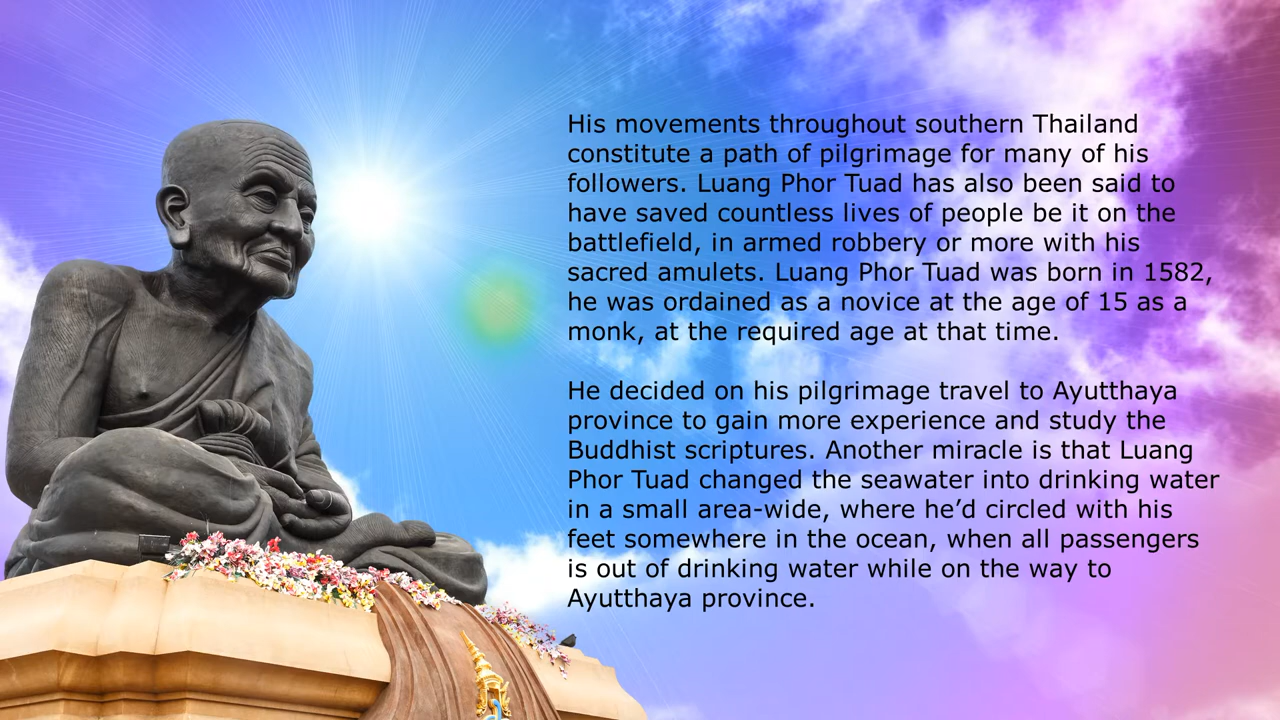 His movements throughout southern Thailand
constitute a path of pilgrimage for many of his
followers. Luang Phor Tuad has also been said to
have saved countless lives of people be it on the
battlefield, in armed robbery or more with his
sacred amulets. Luang Phor Tuad was born in 1582,
he was ordained as a novice at the age of 15 as a
monk, at the required age at that time.
He decided on his pilgrimage travel to Ayutthaya
province to gain more experience and study the
Buddhist scriptures. Another miracle is that Luang
Phor Tuad changed the seawater into drinking water
in a small area-wide, where he’d circled with his
feet somewhere in the ocean, when all passengers
is out of drinking water while on the way to
Ayutthaya province.